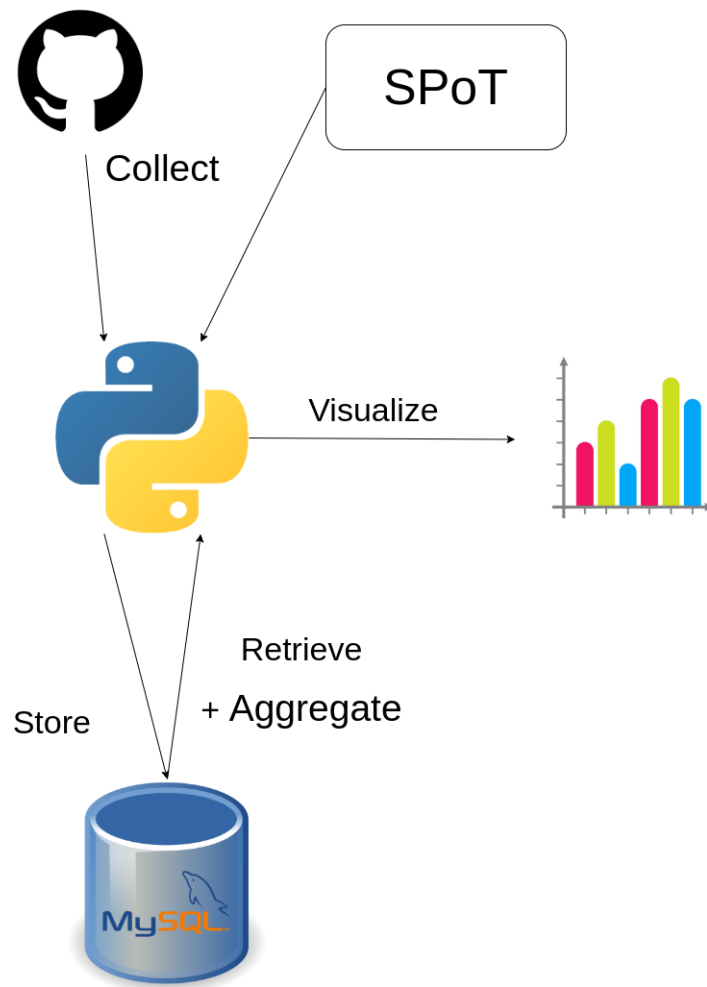 SPoT
Collect
Visualize
Retrieve
+ Aggregate
Store
MySQL